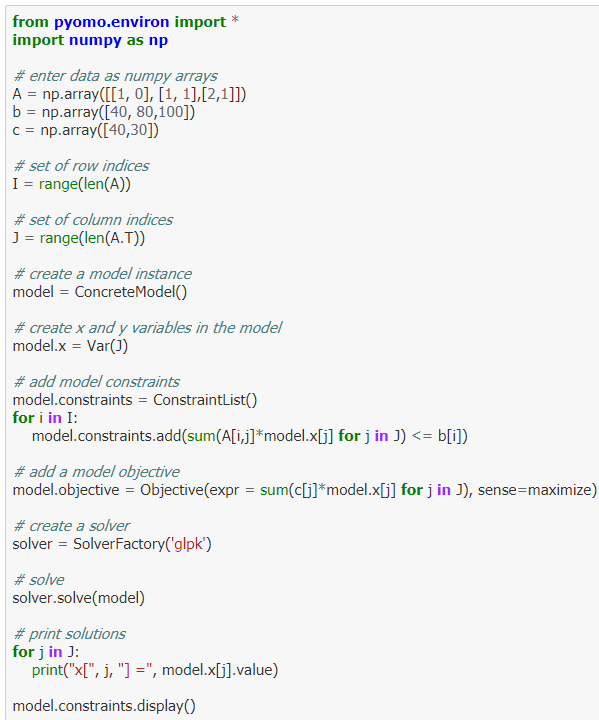 from pyomo.environ import *
import numpy as np
# enter data as numpy arrays
A = np.array([[1, 0], [1, 1],[2,1]])
b = np.array([40, 80,100])
c = np.array([40,30])
# set of row indices
I = range(len(A))
# set of column indices
J = range(len(A.T))
# create a model instance
model = ConcreteModel()
# create x and y variables in the model
model.x = Var(J)
# add model constraints
model.constraints = ConstraintList()
for i in I:
    model.constraints.add(sum(A[i,j]*model.x[j] for j in J) <= b[i])
# add a model objective
model.objective = Objective(expr = sum(c[j]*model.x[j] for j in J), sense=maximize)
# create a solver
solver = SolverFactory('glpk')
# solve
solver.solve(model)
# print solutions
for j in J:
    print("x[", j, "] =", model.x[j].value)
model.constraints.display()